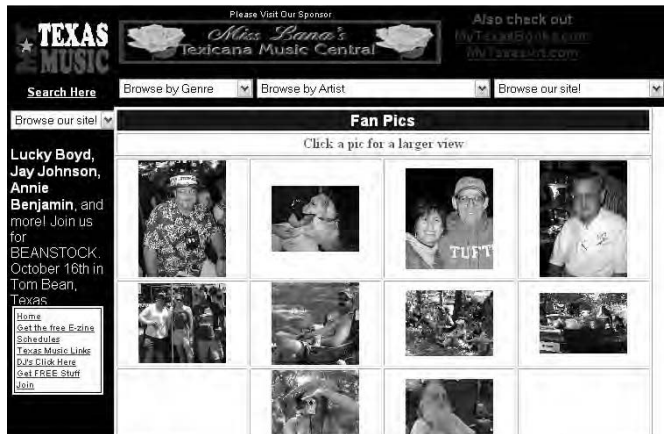 Please Visit Our Sponsor
TEXAS
MUSIC
Miss Lana's
Texicana Music Central
Also check out
MyTexasBooks.com
MyTexasArt.com
Search Here
Browse by Genre
Browse by Artist
Browse our site!
Browse our site!
Fan Pics
Click a pic for a larger view
Lucky Boyd,
Jay Johnson,
Annie
Benjamin, and
more! Join us
for
BEANSTOCK.
October 16th in
Tom Bean,
Texas
TUFT
Home
Get the free E-zine
Schedules
Texas Music Links
DJ's Click Here
Get FREE Stuff
Join